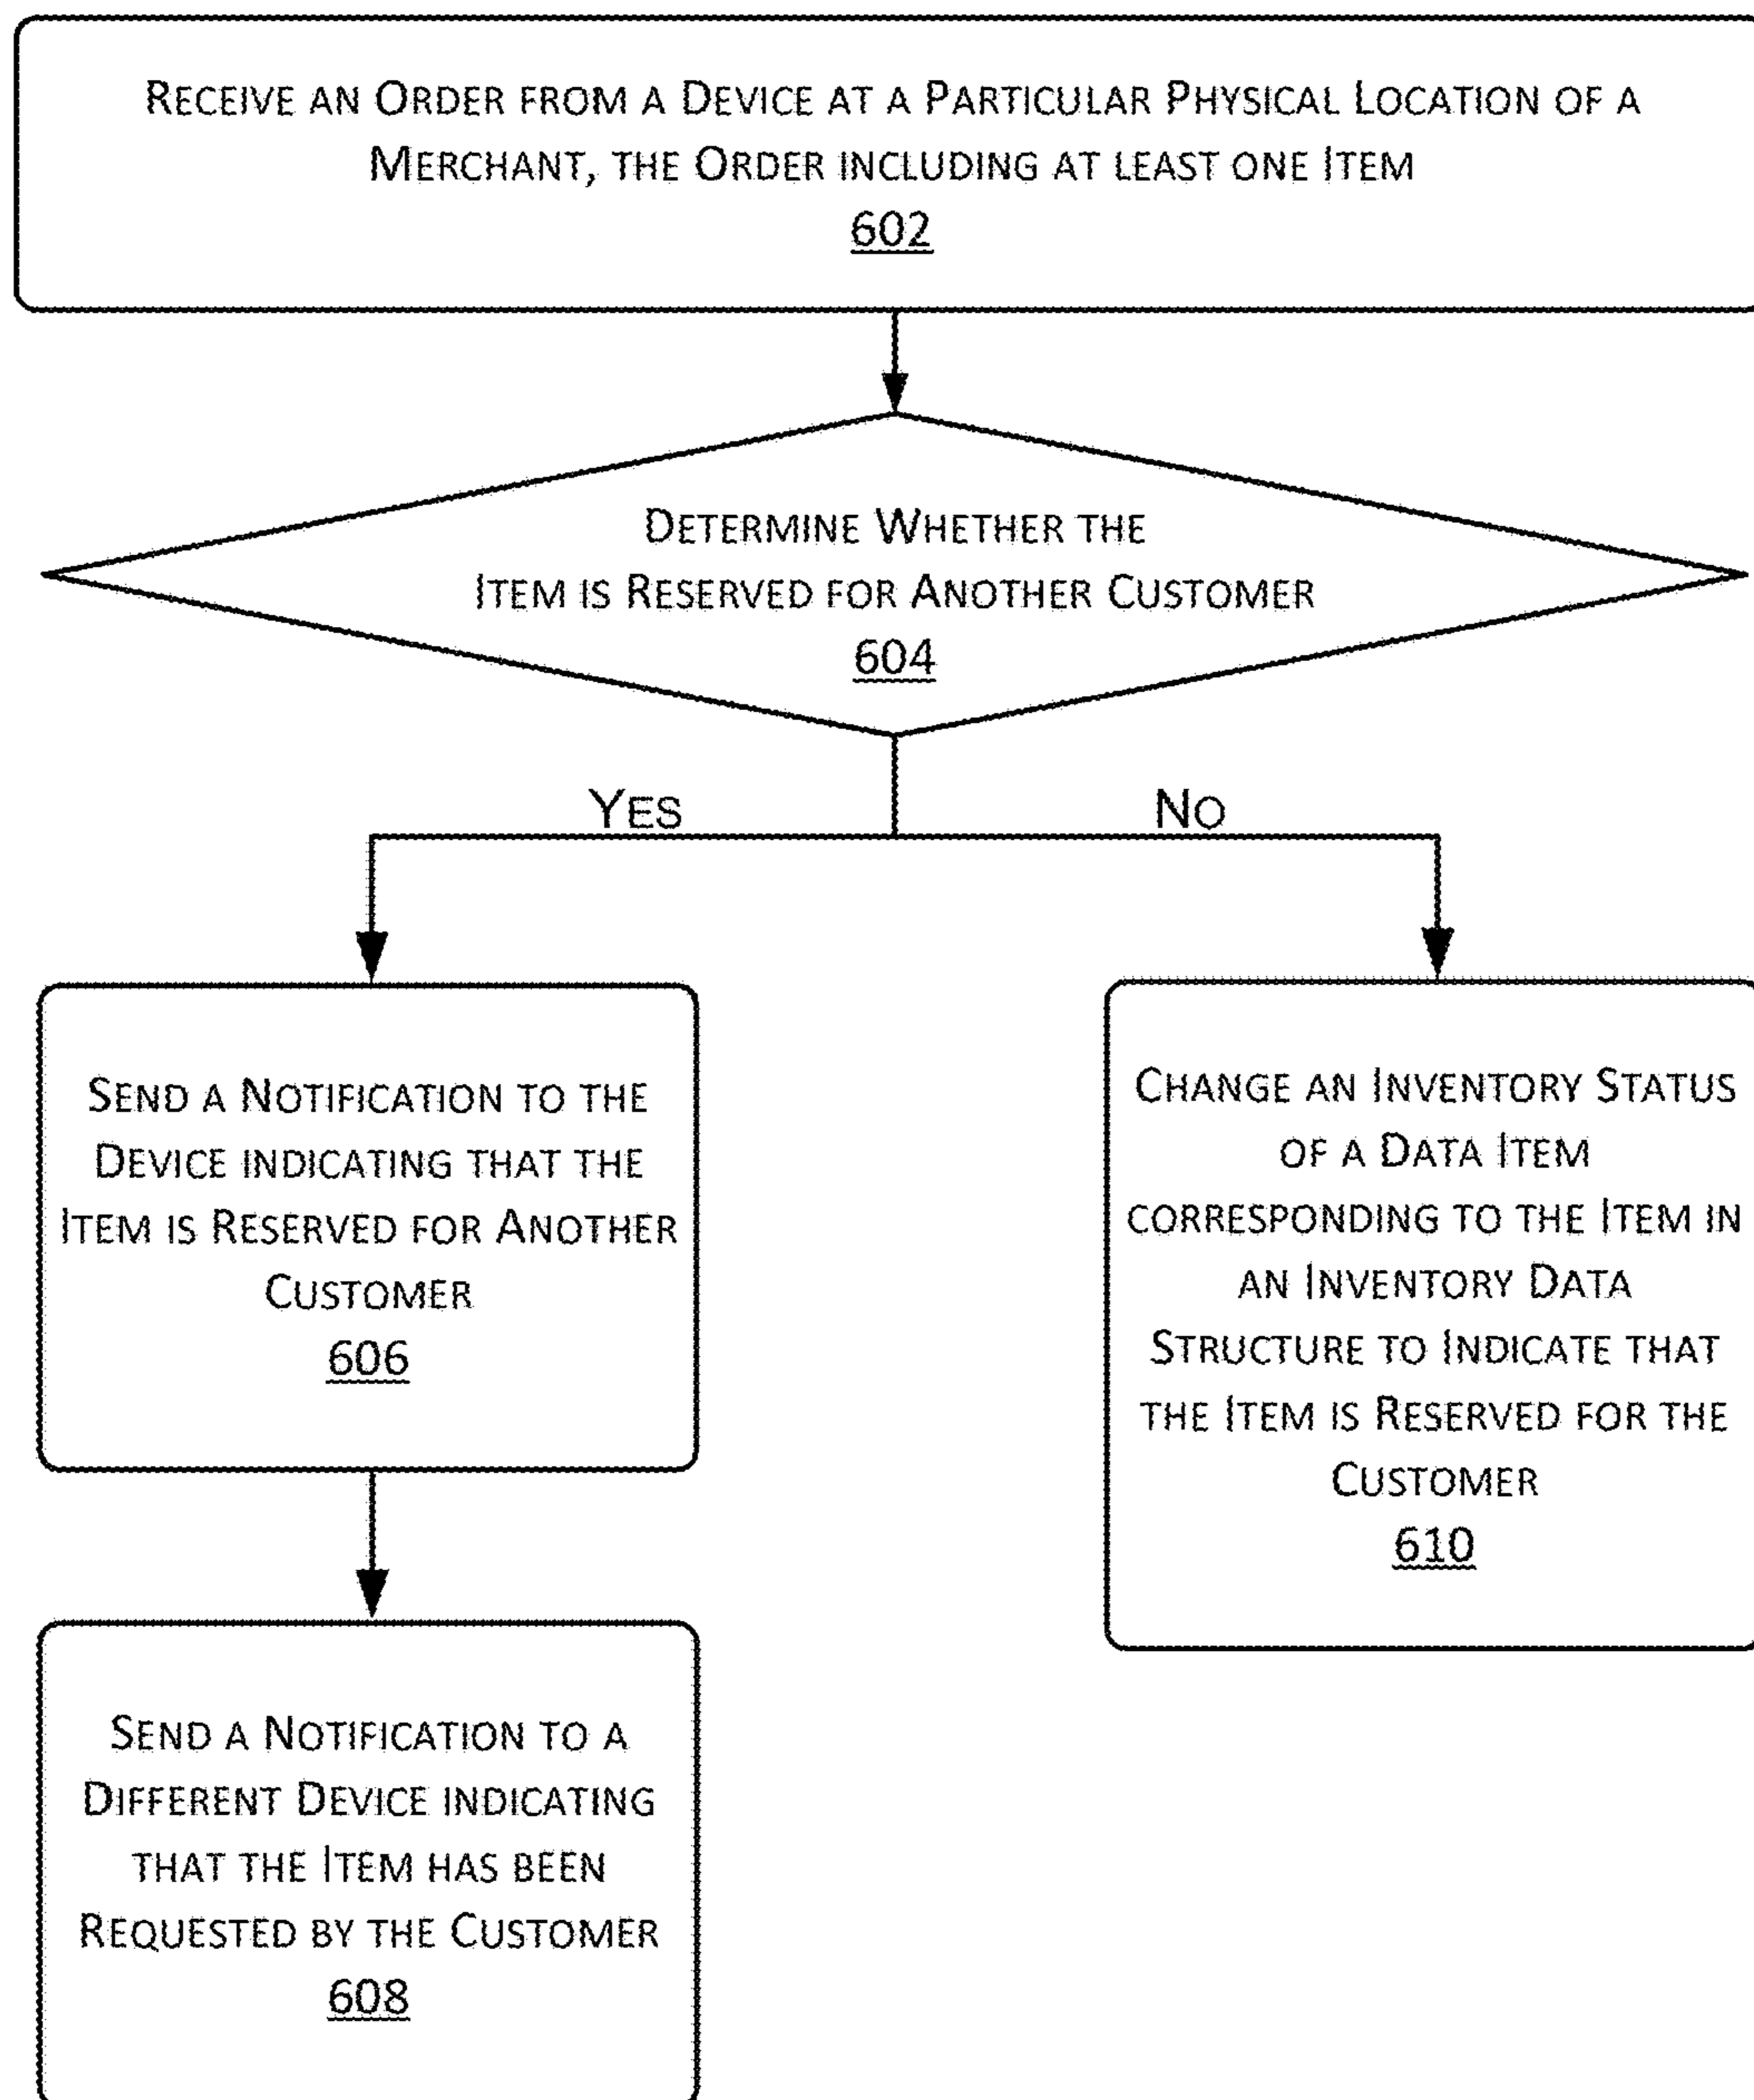 RECEIVE AN ORDER FROM A DEVICE AT A PARTICULAR PHYSICAL LOCATION OF A
MERCHANT, THE ORDER INCLUDING AT LEAST ONE ITEM
602
DETERMINE WHETHER THE
ITEM IS RESERVED FOR ANOTHER CUSTOMER
604
YES
NO
SEND A NOTIFICATION TO THE
DEVICE INDICATING THAT THE
ITEM IS RESERVED FOR ANOTHER
CUSTOMER
606
CHANGE AN INVENTORY STATUS
OF A DATA ITEM
CORRESPONDING TO THE ITEM IN
AN INVENTORY DATA
STRUCTURE TO INDICATE THAT
THE ITEM IS RESERVED FOR THE
CUSTOMER
610
SEND A NOTIFICATION TO A
DIFFERENT DEVICE INDICATING
THAT THE ITEM HAS BEEN
REQUESTED BY THE CUSTOMER
608